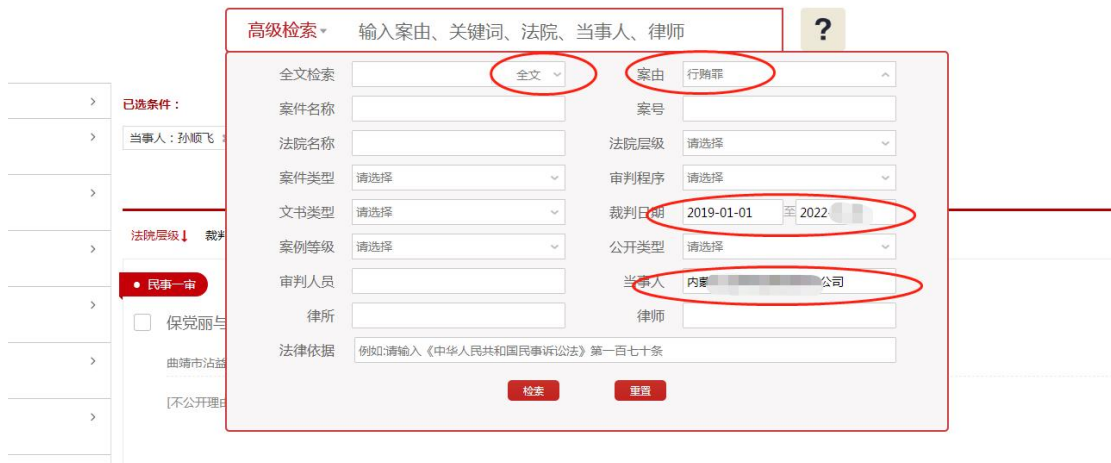 高级检索 输入案由、关键词、法院、当事人、律师 ?
全文检索 全文 案由 行贿罪
案件名称 案号
已选条件：
当事人：孙顺飞
法院名称 法院层级 请选择
案件类型 请选择 审判程序 请选择
文书类型 请选择 裁判日期 2019-01-01 至 2022-
法院层级↓ 裁判
案例等级 请选择 公开类型 请选择
民事一审
审判人员 当事人 内蒙 公司
律所 律师
保党丽与
法律依据 例如:请输入《中华人民共和国民事诉讼法》第一百七十条
曲靖市沾益
检索 重置
[不公开理由